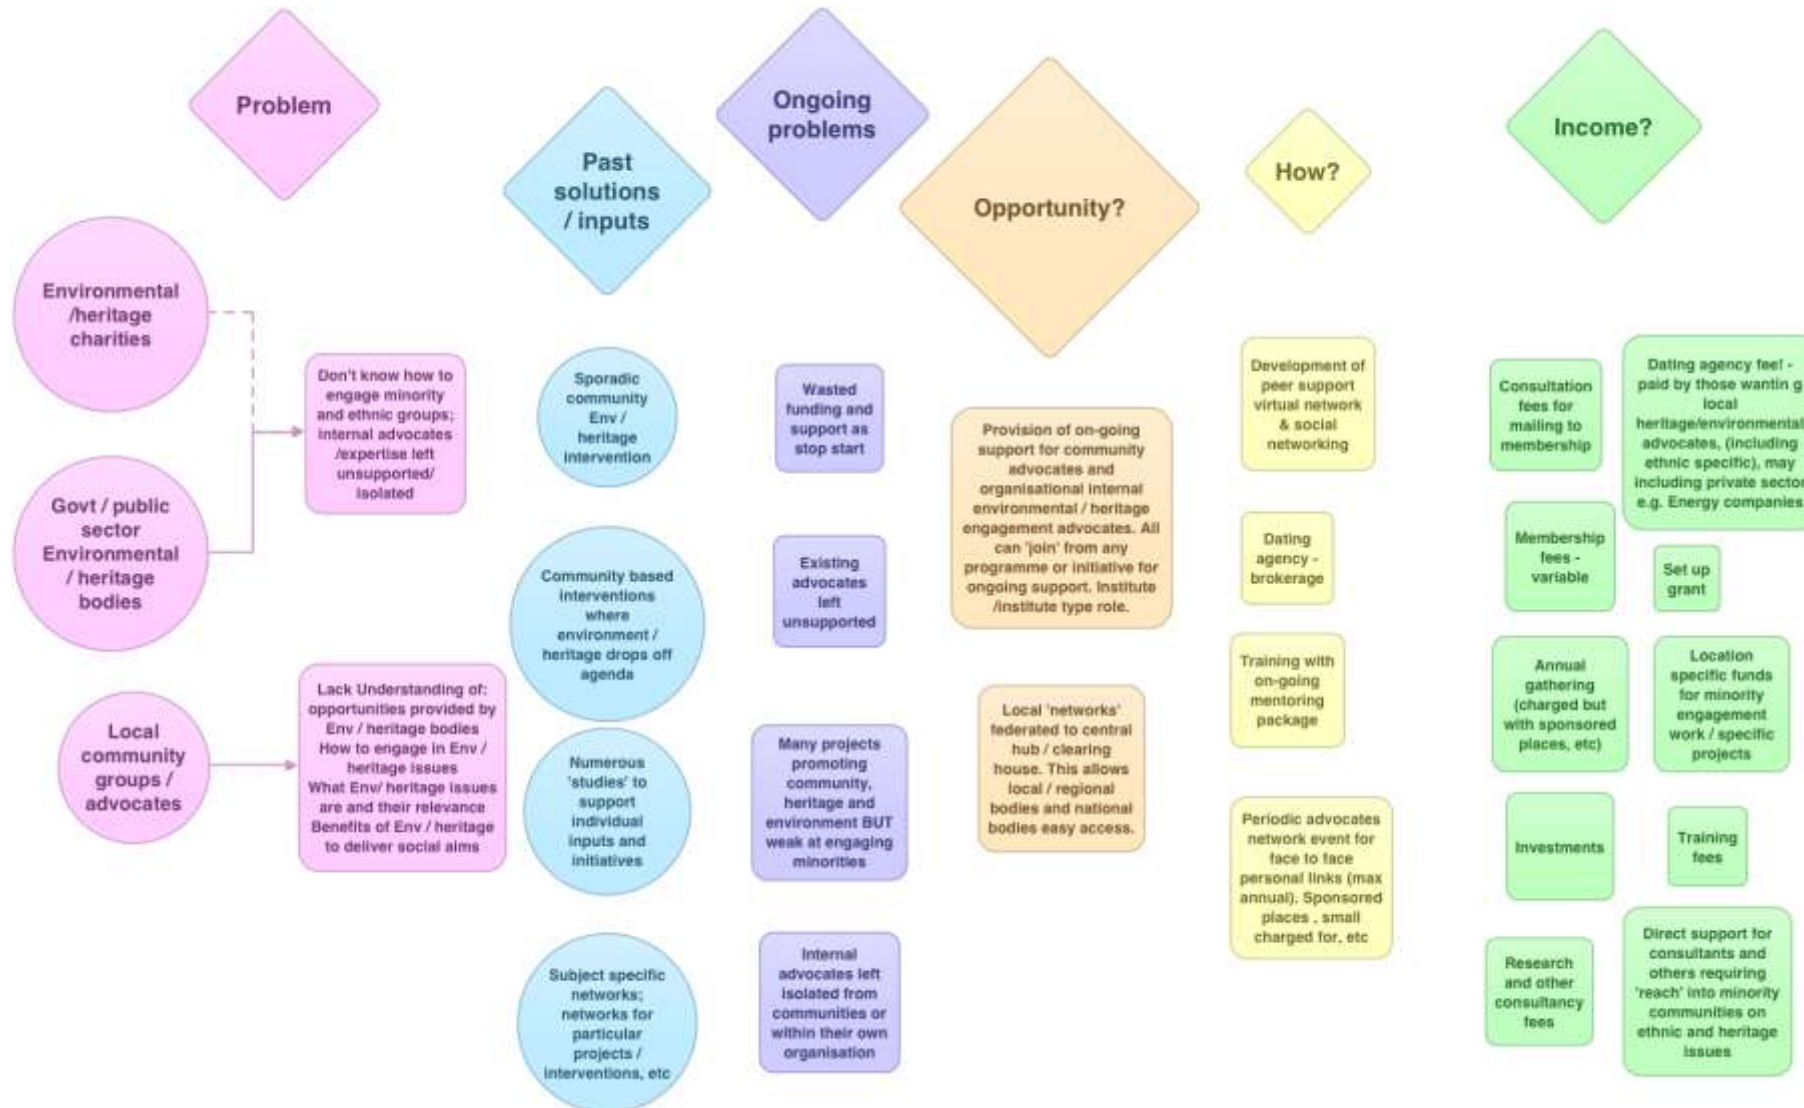 Problem
Environmental
/heritage
charities
Govt / public
sector
Environmental
/ heritage
bodies
Local
community
groups /
advocates
Don't know how to
engage minority
and ethnic groups;
internal advocates
/expertise left
unsupported/
isolated
Lack Understanding of:
opportunities provided by
Env / heritage bodies
How to engage in Env /
heritage issues
What Env/ heritage issues
are and their relevance
Benefits of Env / heritage
to deliver social aims
Past
solutions
/ inputs
Sporadic
community
Env /
heritage
intervention
Community based
interventions
where
environment /
heritage drops off
agenda
Numerous
'studies' to
support
individual
inputs and
initiatives
Subject specific
networks;
networks for
particular
projects /
interventions, etc
Ongoing
problems
Wasted
funding and
support as
stop start
Existing
advocates
left
unsupported
Many projects
promoting
community,
heritage and
environment BUT
weak at engaging
minorities
Internal
advocates left
isolated from
communities or
within their own
organisation
Opportunity?
Provision of on-going
support for community
advocates and
organisational internal
environmental / heritage
engagement advocates. All
can 'join' from any
programme or initiative for
ongoing support. Institute
/institute type role.
Local 'networks'
federated to central
hub / clearing
house. This allows
local / regional
bodies and national
bodies easy access.
How?
Development of
peer support
virtual network
& social
networking
Dating
agency -
brokerage
Training with
on-going
mentoring
package
Periodic advocates
network event for
face to face
personal links (max
annual). Sponsored
places , small
charged for, etc
Income?
Consultation
fees for
mailing to
membership
Dating agency fee! -
paid by those wantin g
local
heritage/environmental
advocates, (including
ethnic specific), may
including private sector
e.g. Energy companies
Membership
fees -
variable
Set up
grant
Annual
gathering
(charged but
with sponsored
places, etc)
Location
specific funds
for minority
engagement
work / specific
projects
Investments
Training
fees
Research
and other
consultancy
fees
Direct support for
consultants and
others requiring
'reach' into minority
communities on
ethnic and heritage
issues